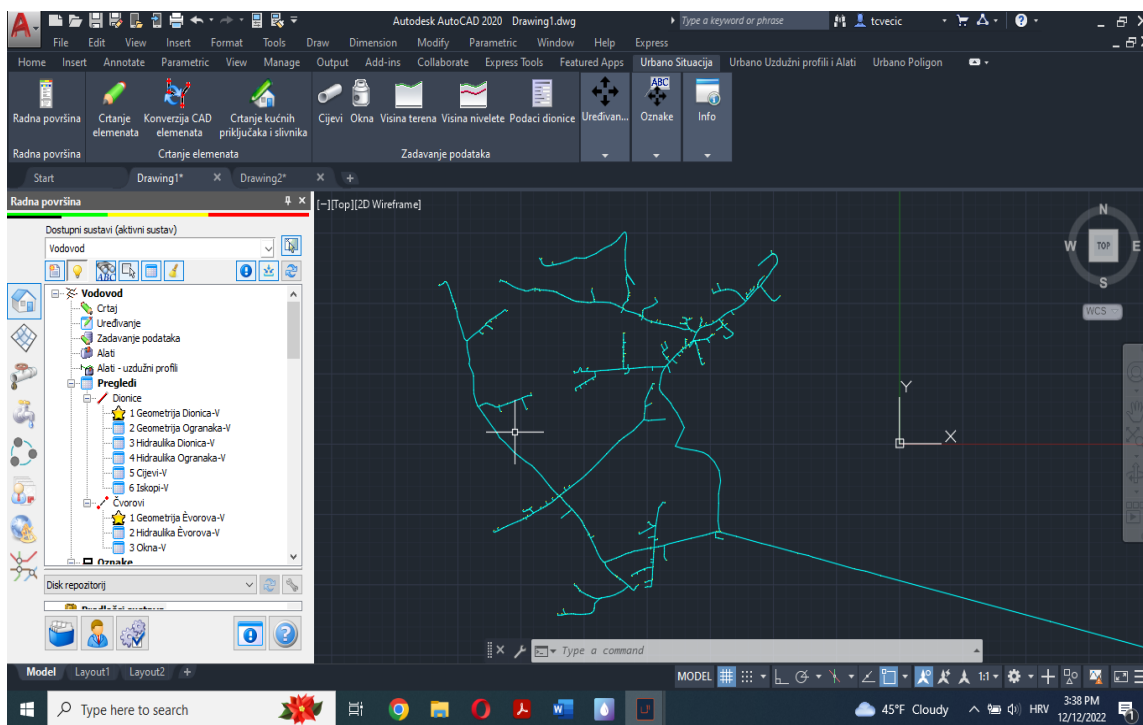 Autodesk AutoCAD 2020 Drawing1.dwg Type a keyword or phrase tcvecic
File Edit View Insert Format Tools Draw Dimension Modify Parametric Window Help Express
Home Insert Annotate Parametric View Manage Output Add-ins Collaborate Express Tools Featured Apps Urbano Situacija Urbano Uzdužni profili i Alati Urbano Poligon
ABC
Radna površina Crtanje elemenata Konverzija CAD elemenata Crtanje kućnih priključaka i slivnika Cijevi Okna Visina terena Visina nivelete Podaci dionice Uređivan... Oznake Info
Radna površina Crtanje elemenata Zadavanje podataka
Start Drawing1* Drawing2*
Radna površina
[−][Top][2D Wireframe]
Dostupni sustavi (aktivni sustav)
Vodovod
ABC
Vodovod
Crtaj
Uređivanje
Zadavanje podataka
Alati
Alati - uzdužni profili
Pregledi
Dionice
1 Geometrija Dionica-V
2 Geometrija Ogranaka-V
3 Hidraulika Dionica-V
4 Hidraulika Ogranaka-V
5 Cijevi-V
6 Iskopi-V
Čvorovi
1 Geometrija Èvorova-V
2 Hidraulika Èvorova-V
3 Okna-V
Oznake
Disk repozitorij
N
W TOP E
S
WCS
Y
X
Type a command
Model Layout1 Layout2 +
MODEL 1:1
Type here to search
45°F Cloudy HRV 3:38 PM
12/12/2022